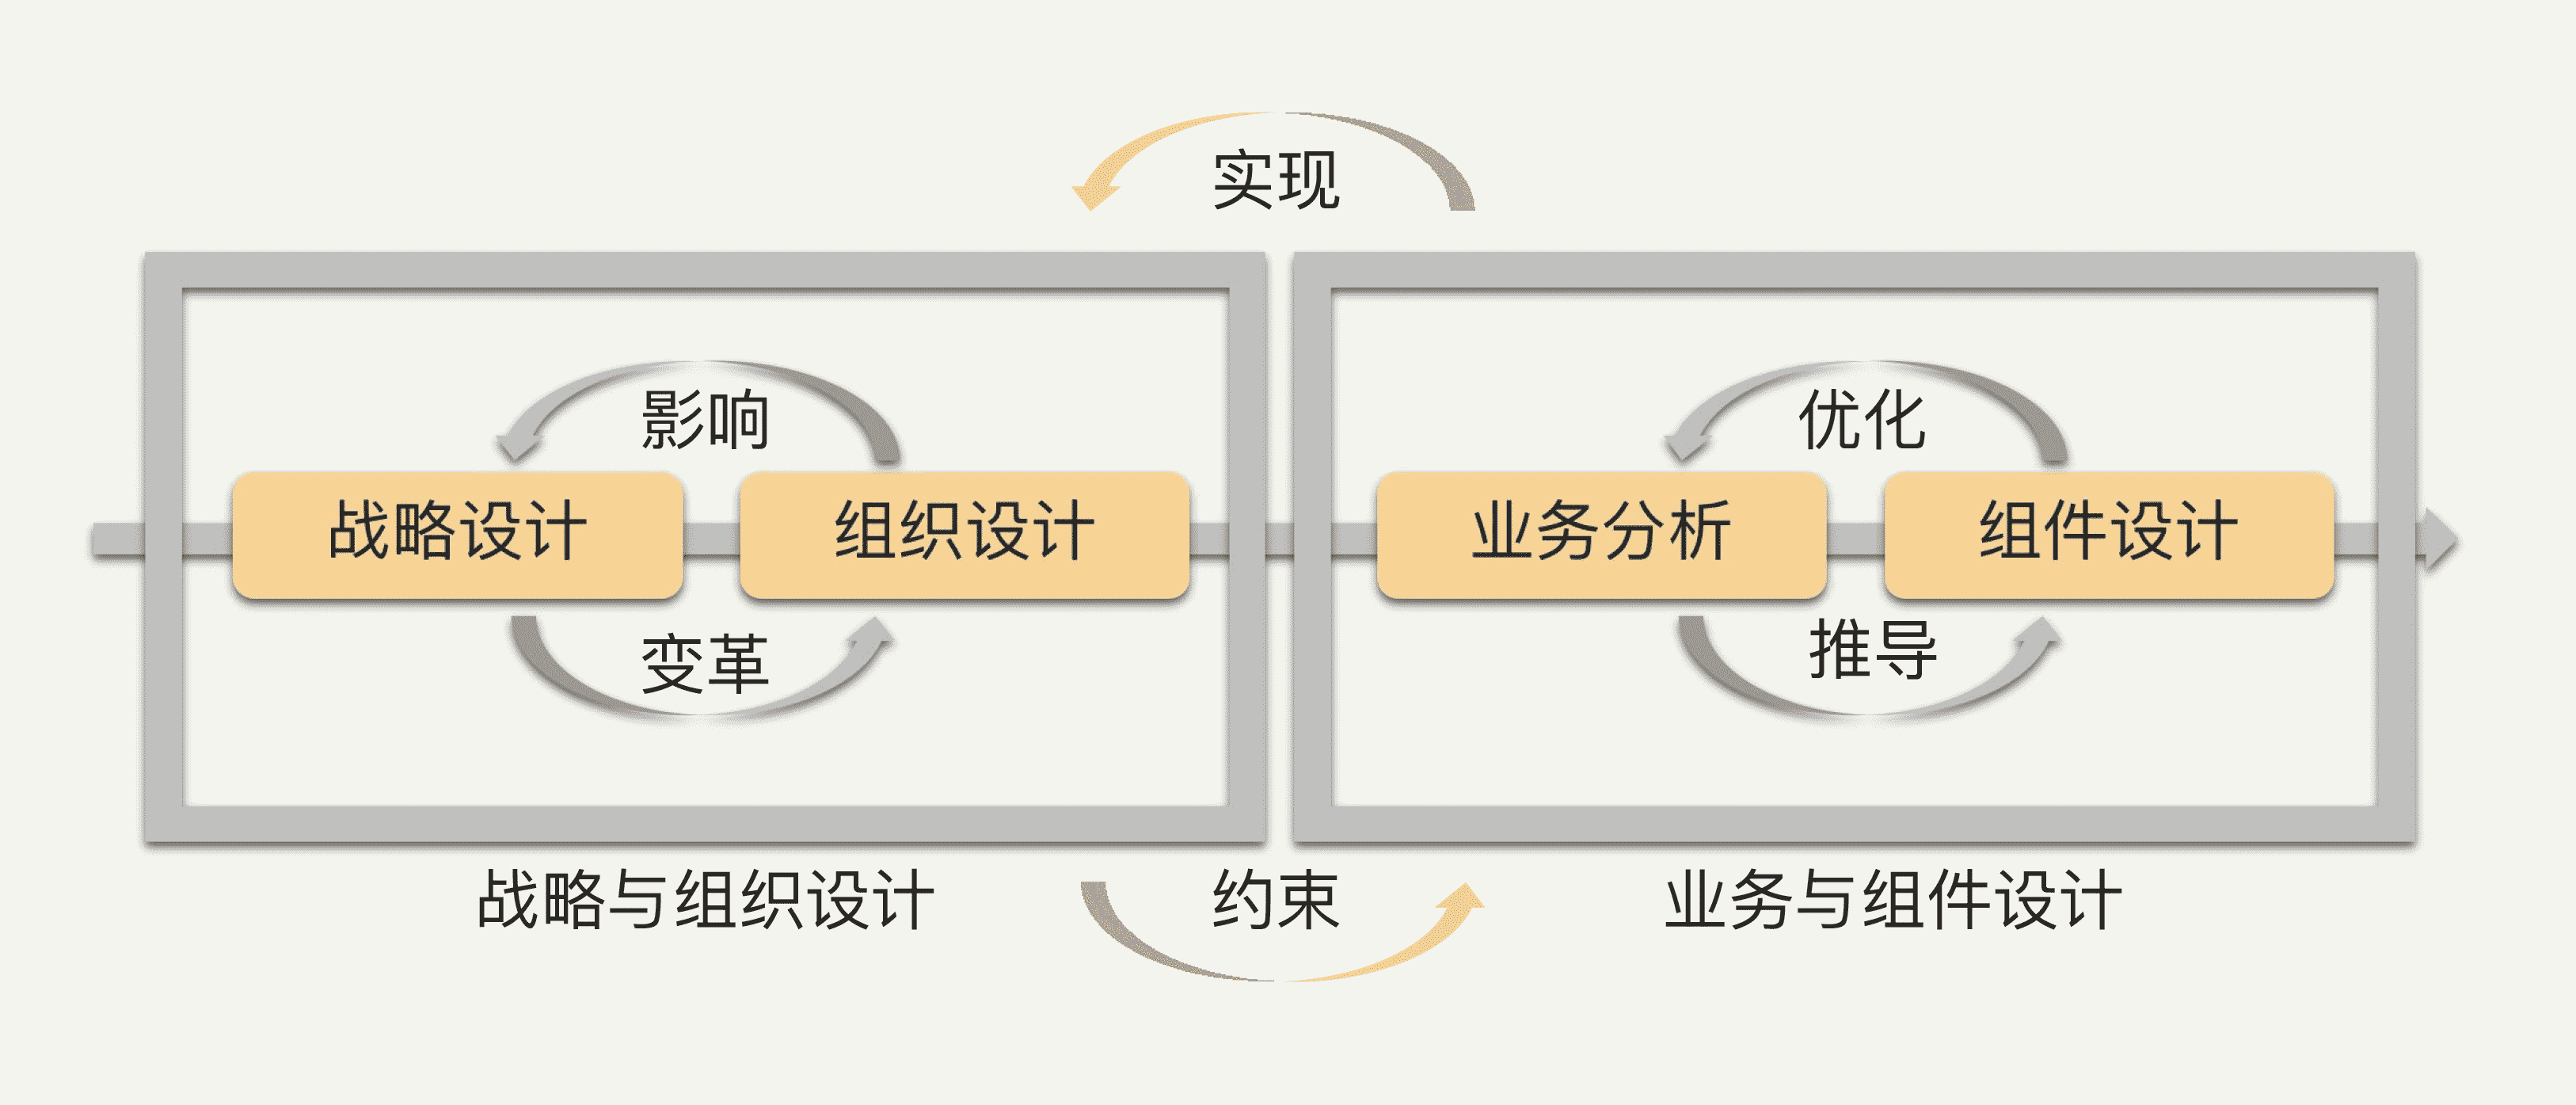 实现
影响
优化
战略设计
组织设计
业务分析
组件设计
变革
推导
战略与组织设计
约束
业务与组件设计